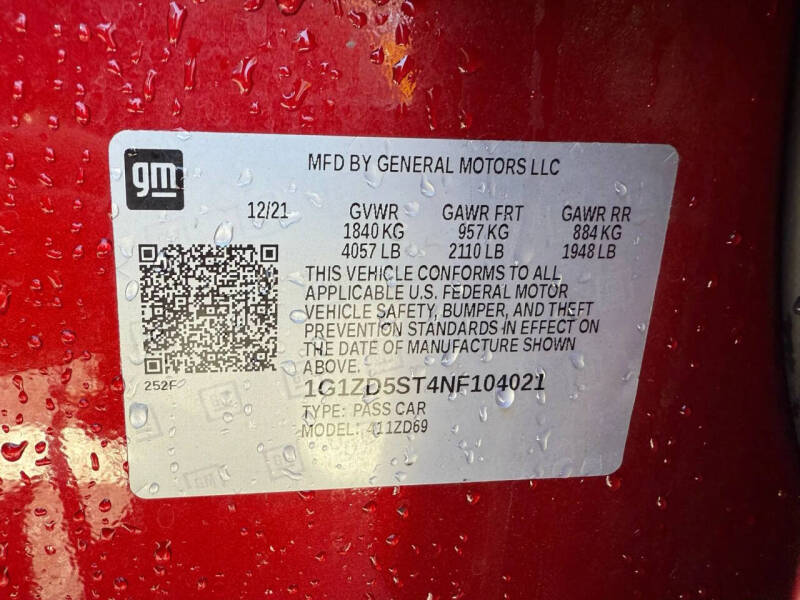 gm
MFD BY GENERAL MOTORS LLC
12/21 GVWR GAWR FRT GAWR RR
1840 KG 957 KG 884 KG
4057 LB 2110 LB 1948 LB
THIS VEHICLE CONFORMS TO ALL
APPLICABLE U.S. FEDERAL MOTOR
VEHICLE SAFETY, BUMPER, AND THEFT
PREVENTION STANDARDS IN EFFECT ON
THE DATE OF MANUFACTURE SHOWN
ABOVE.
252F
1G1ZD5ST4NF104021
TYPE: PASS CAR
MODEL: 411ZD69